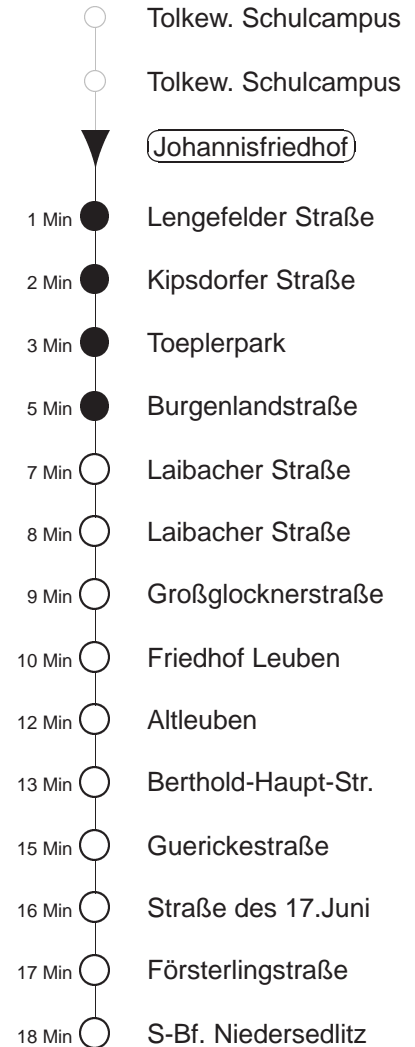 Tolkew. Schulcampus
Tolkew. Schulcampus
Johannisfriedhof
1 Min Lengefelder Straße
2 Min Kipsdorfer Straße
3 Min Toeplerpark
5 Min Burgenlandstraße
7 Min Laibacher Straße
8 Min Laibacher Straße
9 Min Großglocknerstraße
10 Min Friedhof Leuben
12 Min Altleuben
13 Min Berthold-Haupt-Str.
15 Min Guerickestraße
16 Min Straße des 17.Juni
17 Min Försterlingstraße
18 Min S-Bf. Niedersedlitz